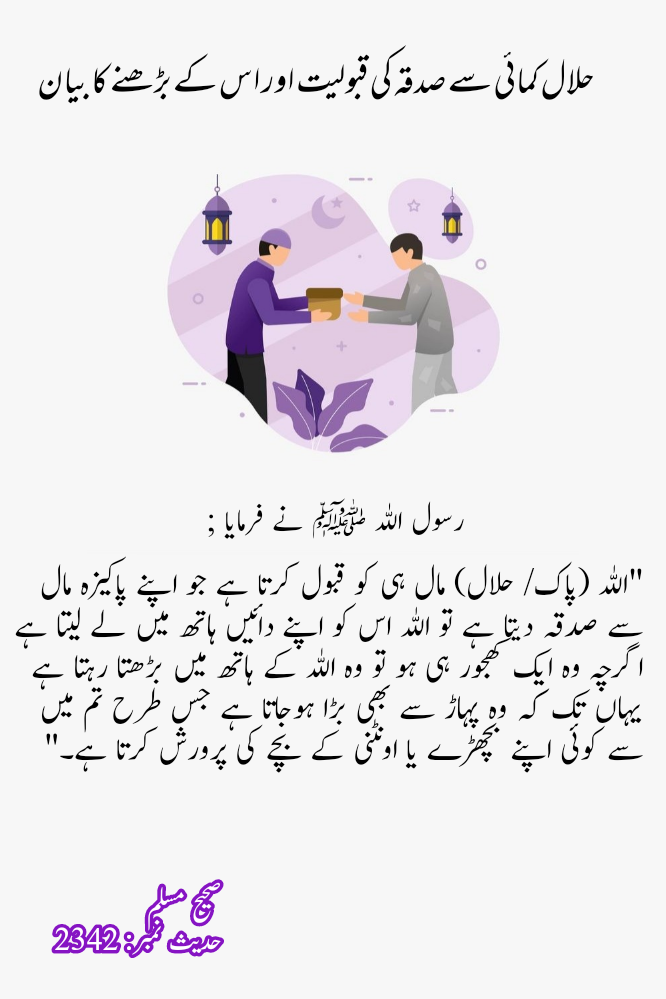 حلال کمائی سے صدقہ کی قبولیت اور اس کے بڑھنے کا بیان
رسول اللہ ﷺ نے فرمایا ;
"اللہ (پاک/ حلال) مال ہی کو قبول کرتا ہے جو اپنے پاکیزہ مال
سے صدقہ دیتا ہے تو اللہ اس کو اپنے دائیں ہاتھ میں لے لیتا ہے
اگرچہ وہ ایک کھجور ہی ہو تو وہ اللہ کے ہاتھ میں بڑھتا رہتا ہے
یہاں تک کہ وہ پہاڑ سے بھی بڑا ہوجاتا ہے جس طرح تم میں
سے کوئی اپنے بچھڑے یا اونٹنی کے بچے کی پرورش کرتا ہے۔"
صحیح مسلم
حدیث نمبر: 2342